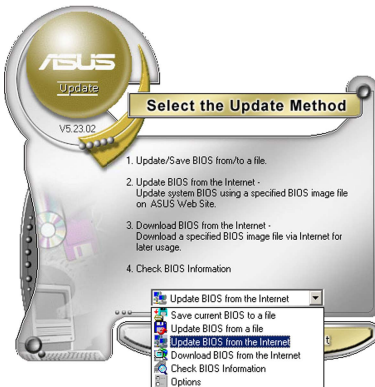 ASUS
Update
V5.23.02
Select the Update Method
1. Update/Save BIOS from/to a file.
2. Update BIOS from the Internet -
Update system BIOS using a specified BIOS image file
on ASUS Web Site.
3. Download BIOS from the Internet -
Download a specified BIOS image file via Internet for
later usage.
4. Check BIOS Information
Update BIOS from the Internet
Save current BIOS to a file
Update BIOS from a file
Update BIOS from the Internet
Download BIOS from the Internet
Check BIOS Information
Options